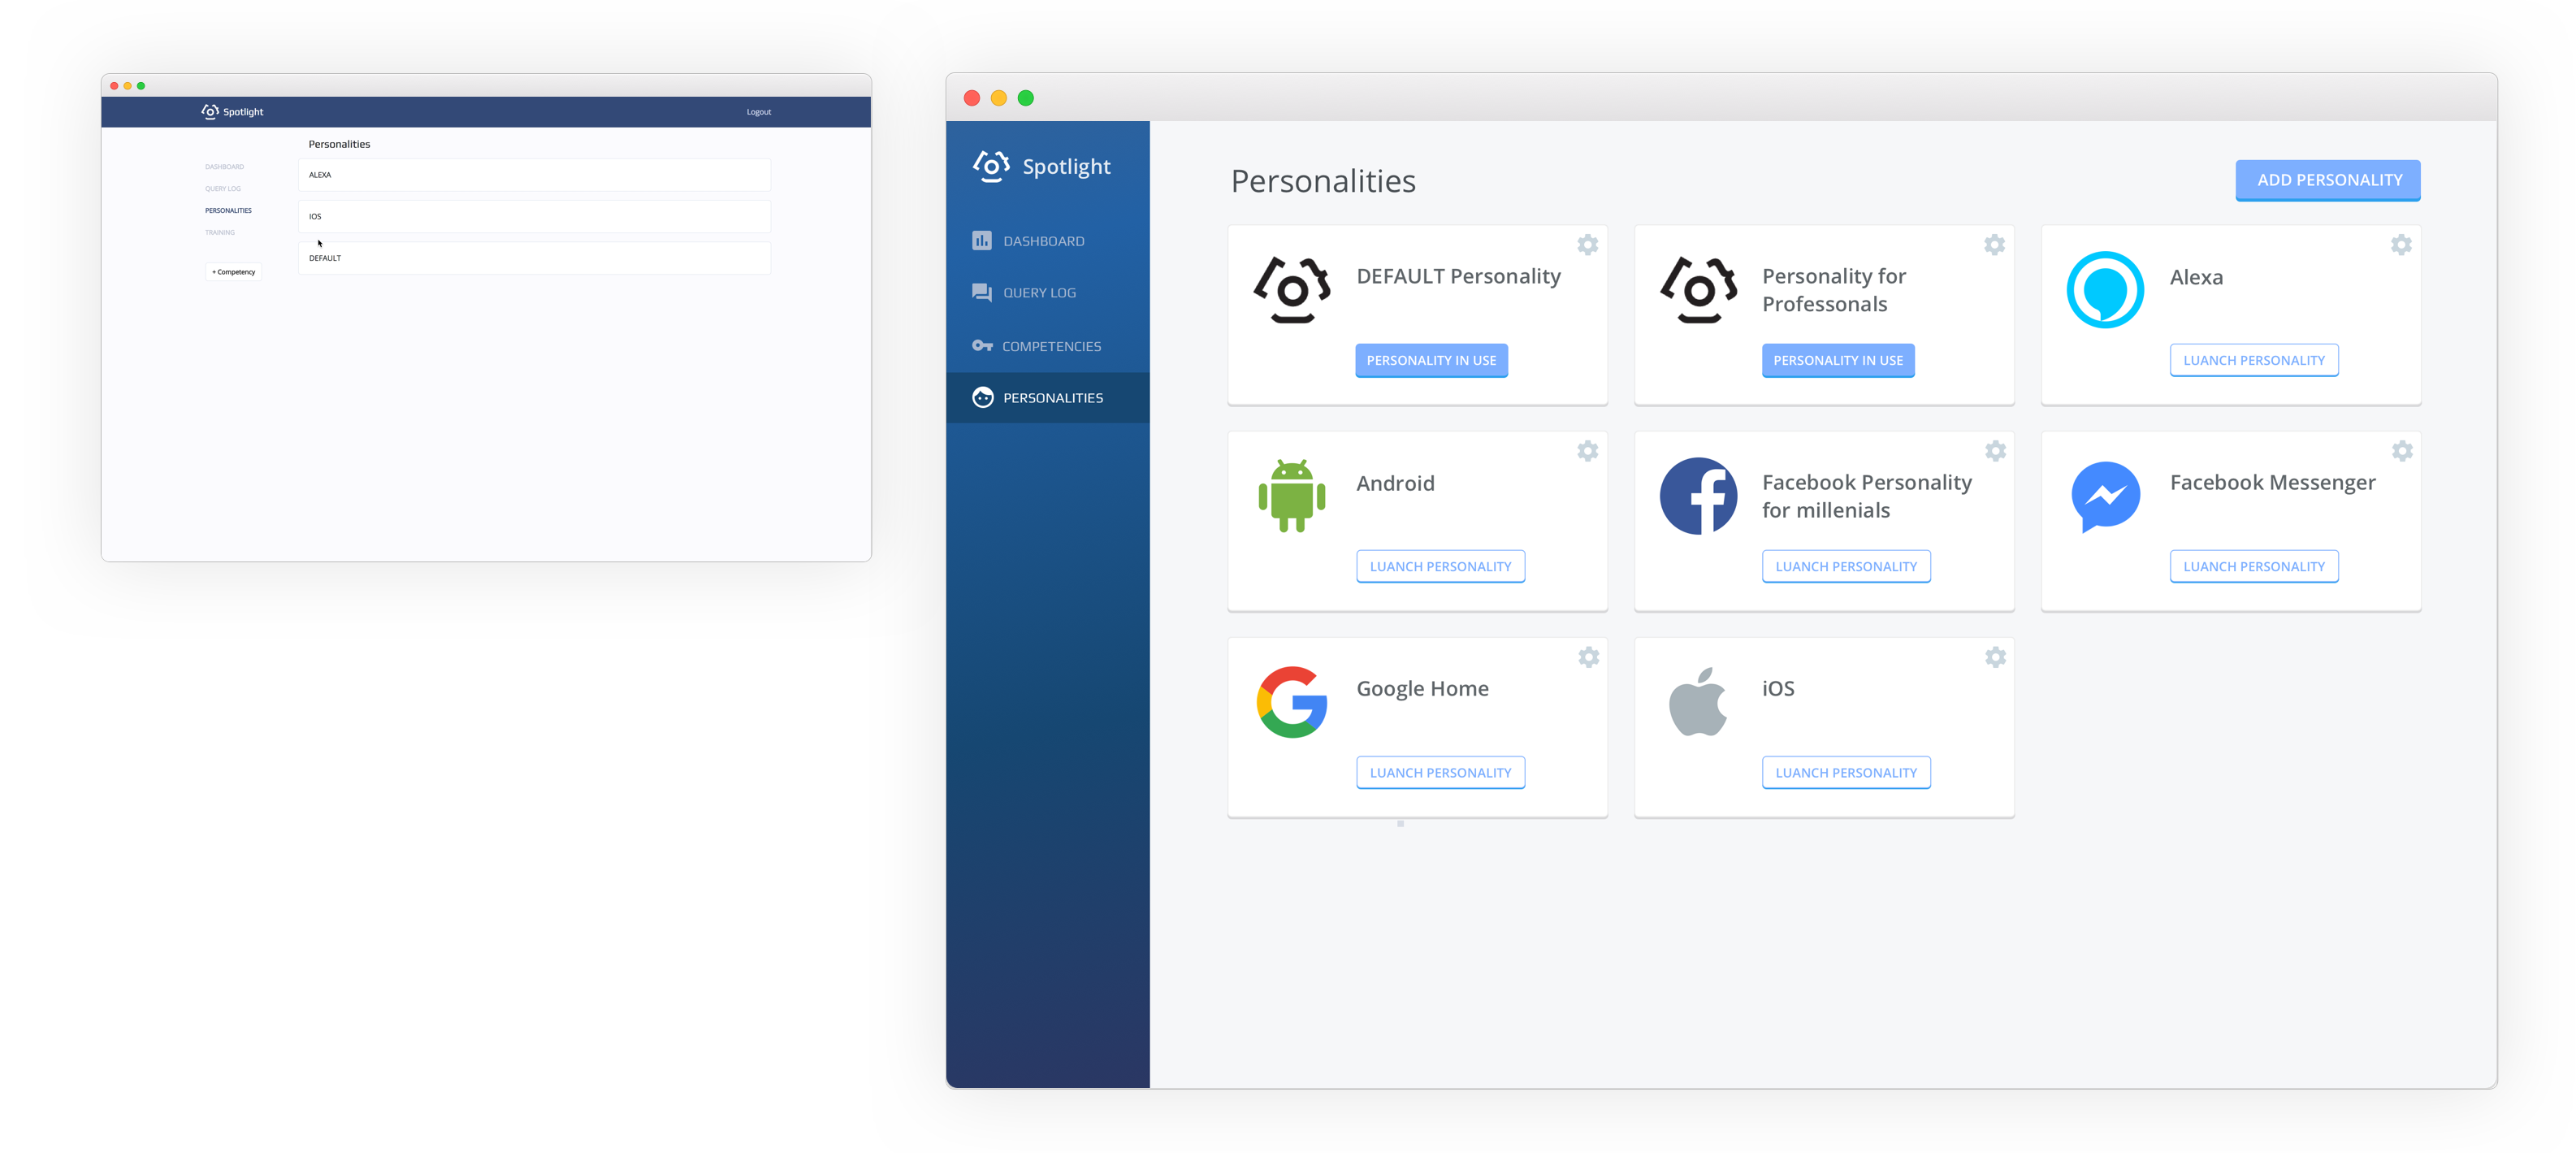 Spotlight
Logout
Personalities
DASHBOARD
ALEXA
QUERY LOG
PERSONALITIES
IOS
TRAINING
DEFAULT
+ Competency
Spotlight
DASHBOARD
QUERY LOG
COMPETENCIES
PERSONALITIES
Personalities
ADD PERSONALITY
DEFAULT Personality
PERSONALITY IN USE
Personality for
Professonals
PERSONALITY IN USE
Alexa
LUANCH PERSONALITY
Android
LUANCH PERSONALITY
Facebook Personality
for millenials
LUANCH PERSONALITY
Facebook Messenger
LUANCH PERSONALITY
Google Home
LUANCH PERSONALITY
iOS
LUANCH PERSONALITY